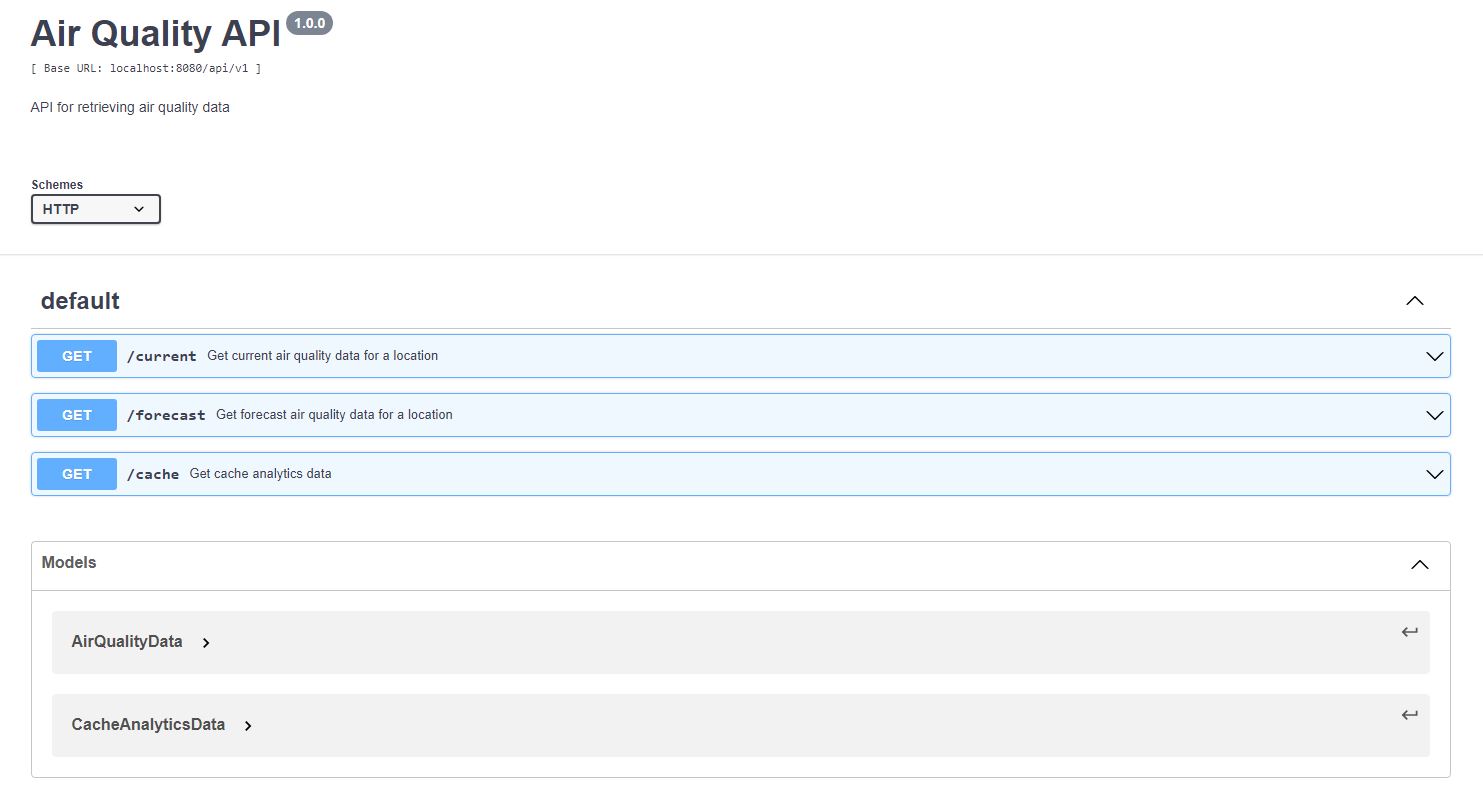 Air Quality API 1.0.0
[ Base URL: localhost:8080/api/v1 ]
API for retrieving air quality data
Schemes
HTTP
default
GET /current Get current air quality data for a location
GET /forecast Get forecast air quality data for a location
GET /cache Get cache analytics data
Models
AirQualityData
CacheAnalyticsData